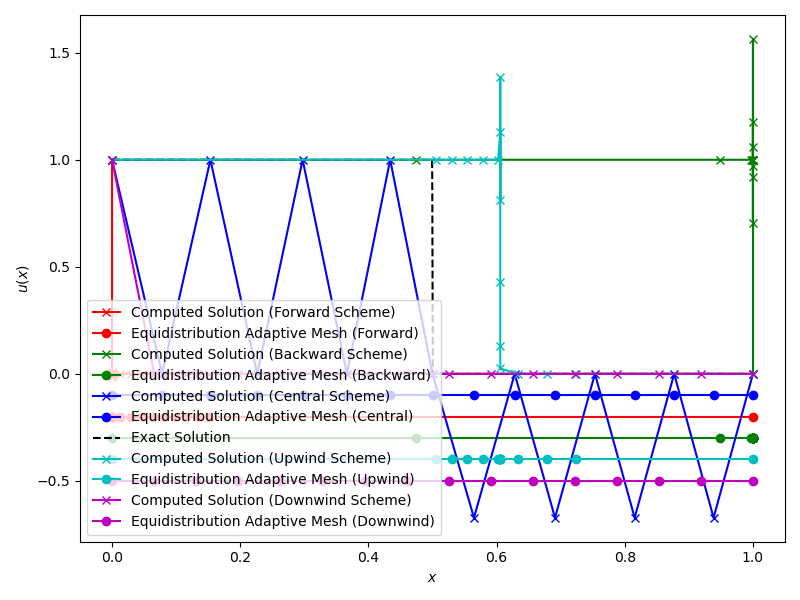 1.5
1.0
0.5
0.0
−0.5
u(x)
Computed Solution (Forward Scheme)
Equidistribution Adaptive Mesh (Forward)
Computed Solution (Backward Scheme)
Equidistribution Adaptive Mesh (Backward)
Computed Solution (Central Scheme)
Equidistribution Adaptive Mesh (Central)
Exact Solution
Computed Solution (Upwind Scheme)
Equidistribution Adaptive Mesh (Upwind)
Computed Solution (Downwind Scheme)
Equidistribution Adaptive Mesh (Downwind)
0.0 0.2 0.4 0.6 0.8 1.0
x